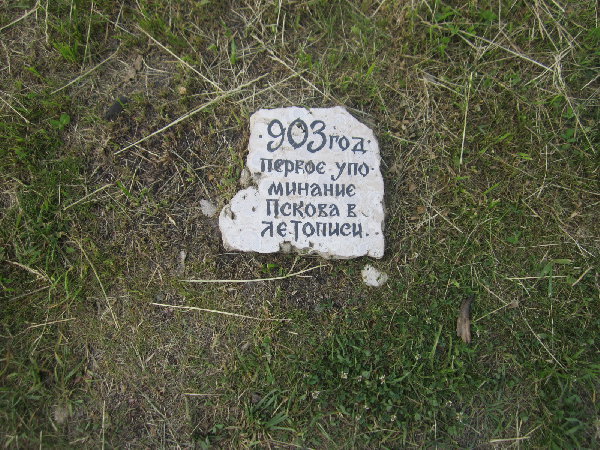 ·903 год·
первое упо-
минание
Пскова в
летописи.